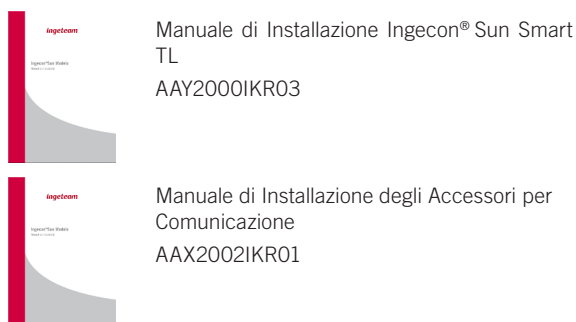 Ingeteam
Manuale di Installazione Ingecon® Sun Smart
TL
AAY2000IKR03
Ingeteam
Manuale di Installazione degli Accessori per
Comunicazione
AAX2002IKR01